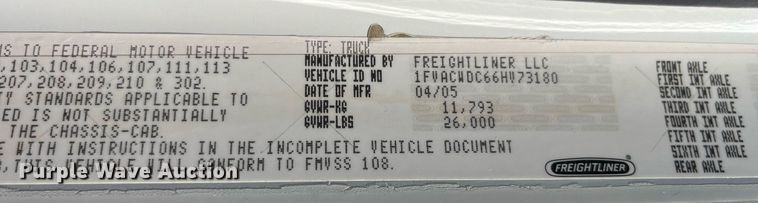 MS TO FEDERAL MOTOR VEHICLE
,103,104,106,107,111,113
207,208,209,210 & 302.
TY STANDARDS APPLICABLE TO
ED IS NOT SUBSTANTIALLY
THE CHASSIS-CAB.
E WITH INSTRUCTIONS IN THE INCOMPLETE VEHICLE DOCUMENT
, THIS VEHICLE WILL CONFORM TO FMVSS 108.
TYPE: TRUCK
MANUFACTURED BY FREIGHTLINER LLC
VEHICLE ID NO 1FVACWDC66HV73180
DATE OF MFR 04/05
GVWR-KG 11,793
GVWR-LBS 26,000
FRONT AXLE
FIRST INT AXLE
SECOND INT AXLE
THIRD INT AXLE
FOURTH INT AXLE
FIFTH INT AXLE
SIXTH INT AXLE
REAR AXLE
FREIGHTLINER
Purple Wave Auction